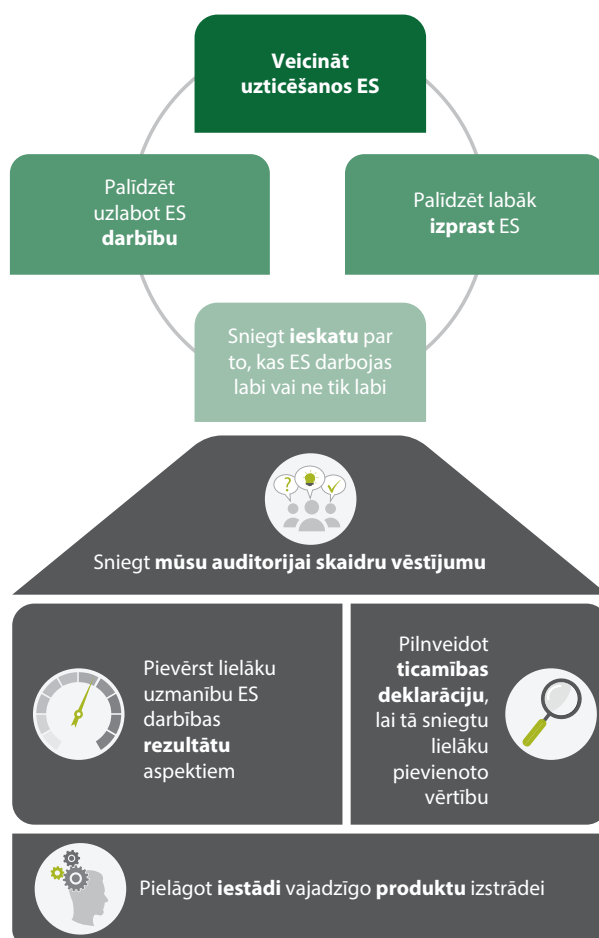 Veicināt
uzticēšanos ES
Palīdzēt
uzlabot ES
darbību
Palīdzēt labāk
izprast ES
Sniegt ieskatu par
to, kas ES darbojas
labi vai ne tik labi
?
Sniegt mūsu auditorijai skaidru vēstījumu
Pievērst lielāku
uzmanību ES
darbības
rezultātu
aspektiem
Pilnveidot
ticamības
deklarāciju,
lai tā sniegtu
lielāku
pievienoto
vērtību
Pielāgot iestādi vajadzīgo produktu izstrādei